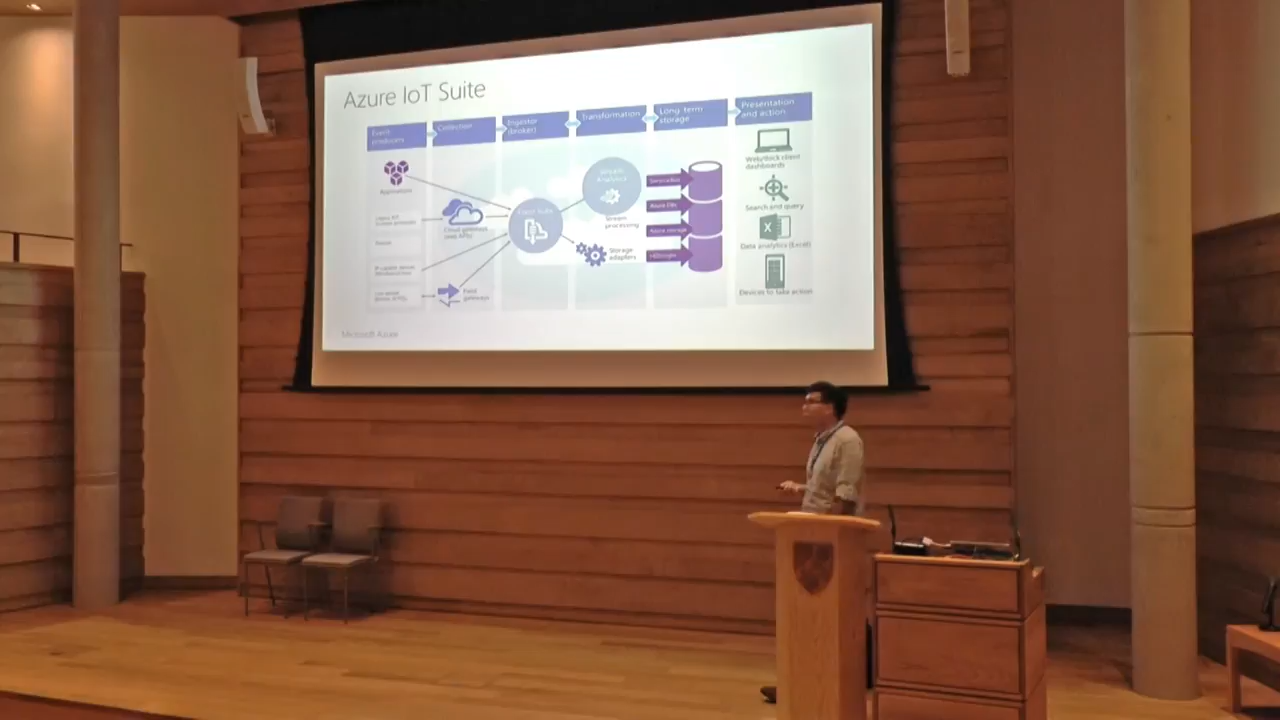 Azure IoT Suite
Event
producers
Collection
Ingestor
(broker)
Transformation
Long-term
storage
Presentation
and action
Applications
Cloud gateways
(web APIs)
Field
gateways
Stream
Analytics
Stream
processing
Storage
adapters
Azure DBs
Azure storage
HDInsight
Web/thick client
dashboards
Search and query
Data analytics (Excel)
Devices to take action
Microsoft Azure